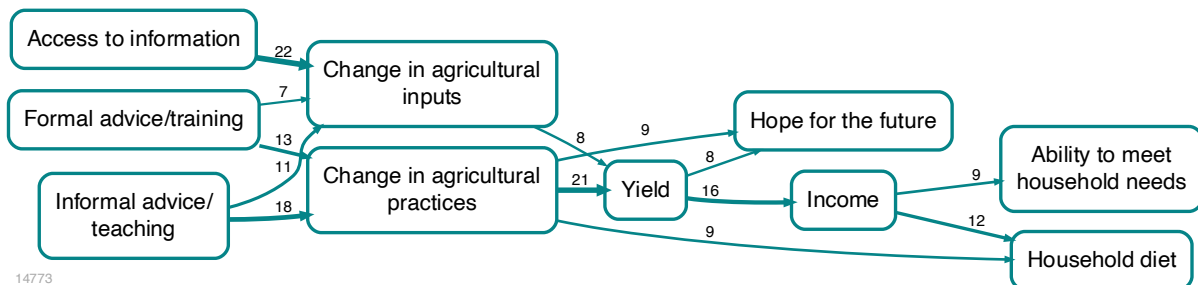 Access to information
22
Change in agricultural
inputs
Formal advice/training
7
13
11
Informal advice/
teaching
18
Change in agricultural
practices
8
9
21
Yield
8
16
9
Hope for the future
Income
9
12
Ability to meet
household needs
Household diet
14773